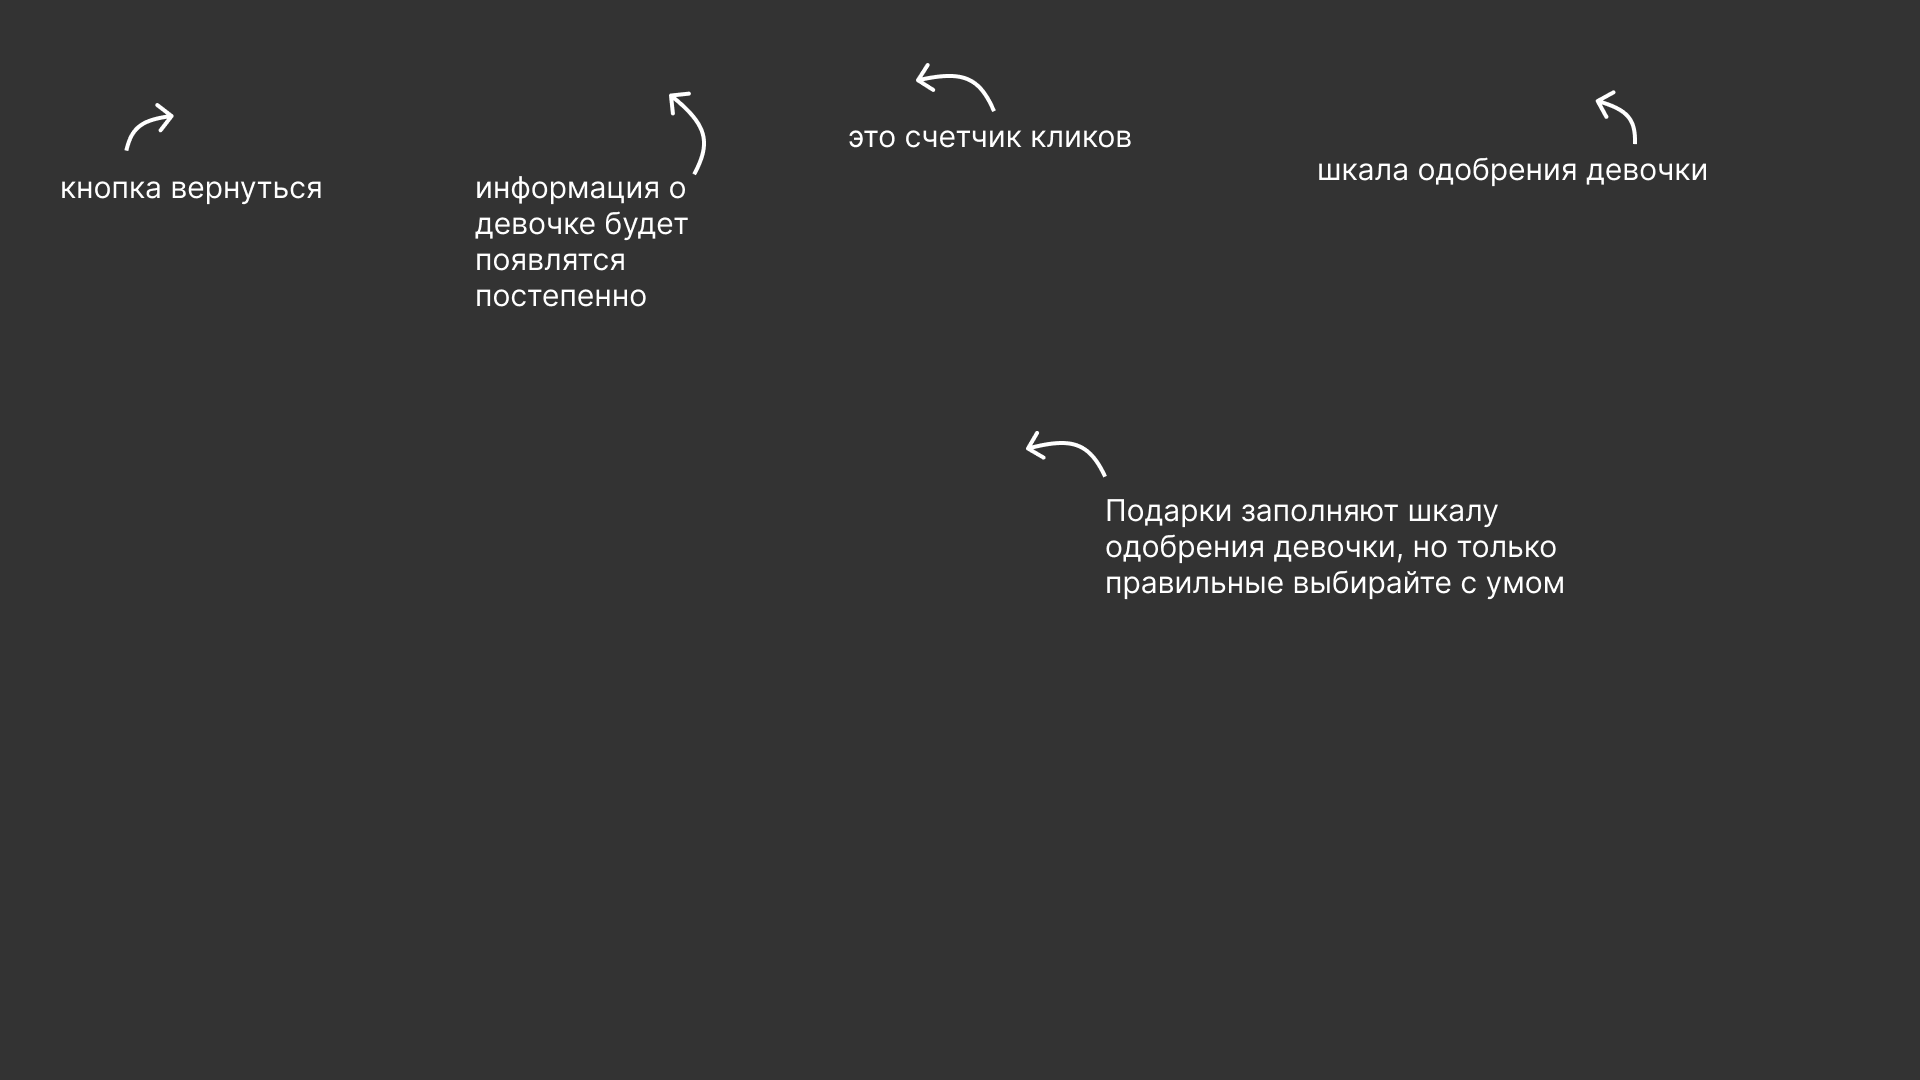 кнопка вернуться
информация о
девочке будет
появлятся
постепенно
это счетчик кликов
шкала одобрения девочки
Подарки заполняют шкалу
одобрения девочки, но только
правильные выбирайте с умом